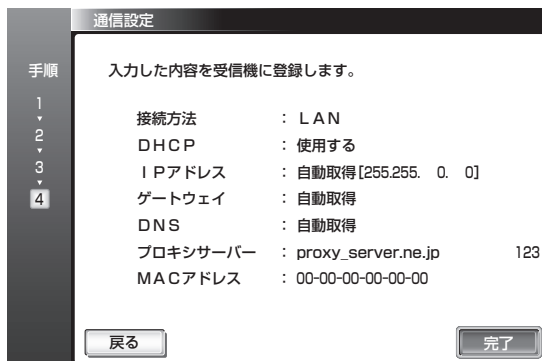 通信設定
手順
1
2
3
4
入力した内容を受信機に登録します。
接続方法 : ＬＡＮ
ＤＨＣＰ : 使用する
ＩＰアドレス : 自動取得[255.255. 0. 0]
ゲートウェイ : 自動取得
ＤＮＳ : 自動取得
プロキシサーバー : proxy_server.ne.jp 123
ＭＡＣアドレス : 00-00-00-00-00-00
戻る
完了